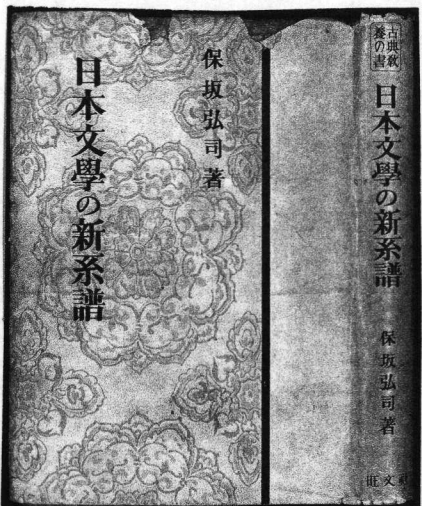 保坂弘司著
日本文學の新系譜
古典教
養の書
日本文學の新系譜
保坂弘司著
旺文社